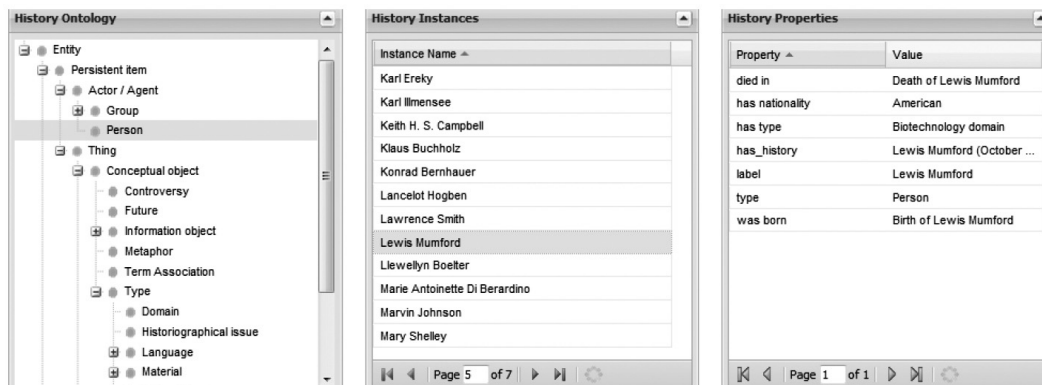 History Ontology
Entity
Persistent item
Actor / Agent
Group
Person
Thing
Conceptual object
Controversy
Future
Information object
Metaphor
Term Association
Type
Domain
Historiographical issue
Language
Material
History Instances
Instance Name
Karl Ereky
Karl Illmensee
Keith H. S. Campbell
Klaus Buchholz
Konrad Bernhauer
Lancelot Hogben
Lawrence Smith
Lewis Mumford
Llewellyn Boelter
Marie Antoinette Di Berardino
Marvin Johnson
Mary Shelley
Page 5 of 7
History Properties
Property Value
died in Death of Lewis Mumford
has nationality American
has type Biotechnology domain
has_history Lewis Mumford (October ...
label Lewis Mumford
type Person
was born Birth of Lewis Mumford
Page 1 of 1